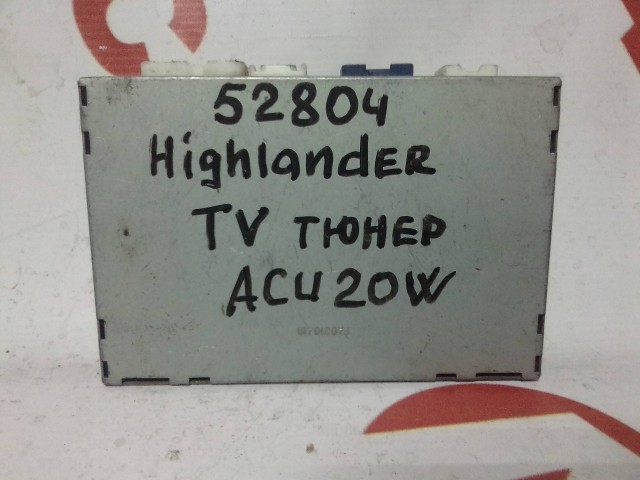 52804
HighlandER
TV тюнер
ACU20W